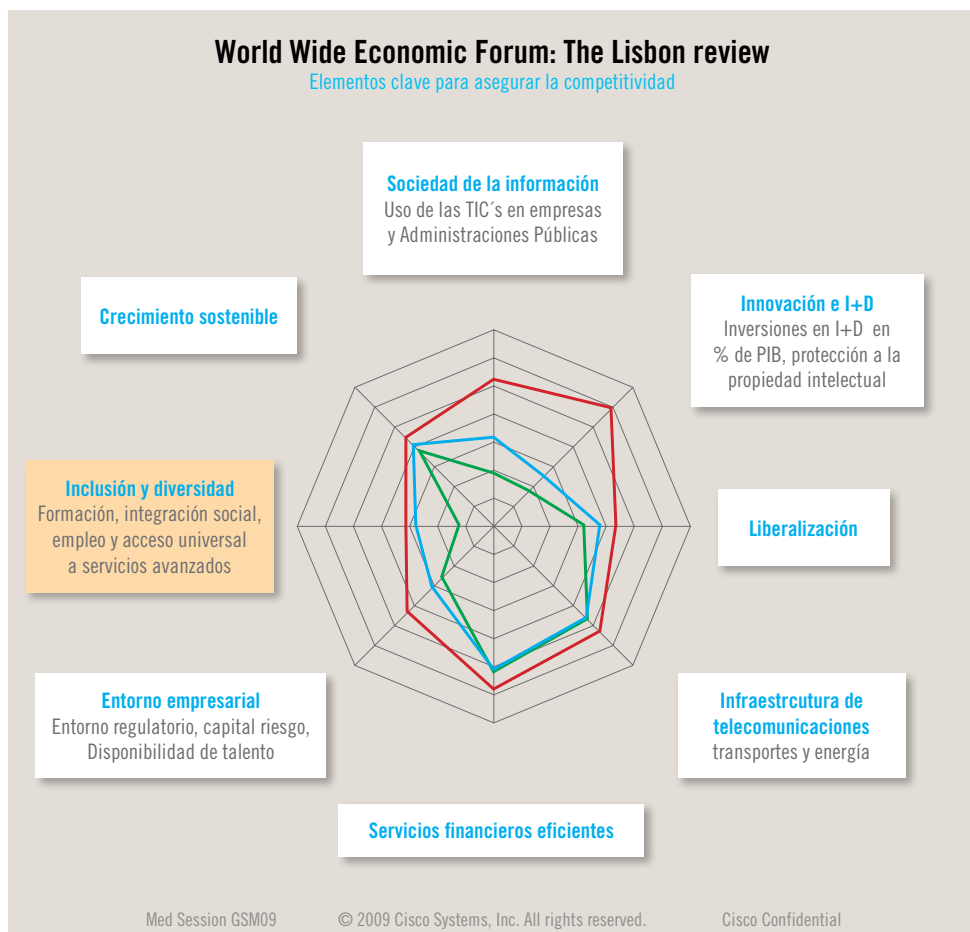 World Wide Economic Forum: The Lisbon review
Elementos clave para asegurar la competitividad
Sociedad de la información
Uso de las TIC´s en empresas
y Administraciones Públicas
Crecimiento sostenible
Innovación e I+D
Inversiones en I+D en
% de PIB, protección a la
propiedad intelectual
Inclusión y diversidad
Formación, integración social,
empleo y acceso universal
a servicios avanzados
Liberalización
Entorno empresarial
Entorno regulatorio, capital riesgo,
Disponibilidad de talento
Infraestrcutura de
telecomunicaciones
transportes y energía
Servicios financieros eficientes
Med Session GSM09
© 2009 Cisco Systems, Inc. All rights reserved.
Cisco Confidential